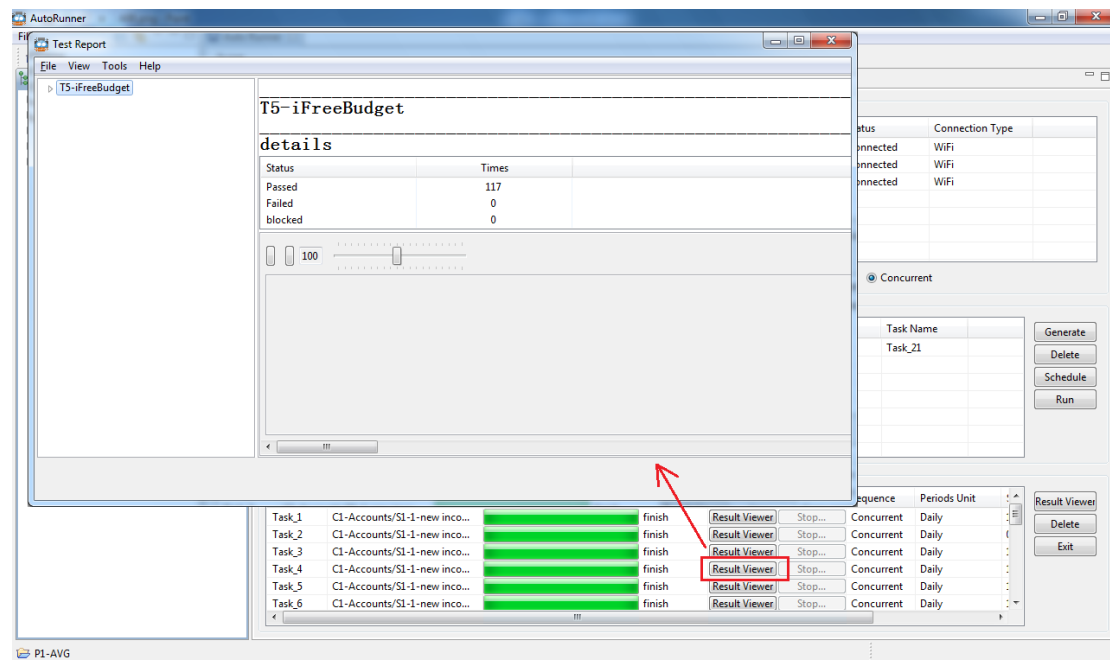 AutoRunner
Test Report
File View Tools Help
T5-iFreeBudget
T5-iFreeBudget
details
Status Times
Passed 117
Failed 0
blocked 0
100
Connection Type
WiFi
WiFi
WiFi
Concurrent
Task Name
Task_21
Generate
Delete
Schedule
Run
Periods Unit
Result Viewer
Delete
Exit
Task_1 C1-Accounts/S1-1-new inco... finish Result Viewer Stop... Concurrent Daily
Task_2 C1-Accounts/S1-1-new inco... finish Result Viewer Stop... Concurrent Daily
Task_3 C1-Accounts/S1-1-new inco... finish Result Viewer Stop... Concurrent Daily
Task_4 C1-Accounts/S1-1-new inco... finish Result Viewer Stop... Concurrent Daily
Task_5 C1-Accounts/S1-1-new inco... finish Result Viewer Stop... Concurrent Daily
Task_6 C1-Accounts/S1-1-new inco... finish Result Viewer Stop... Concurrent Daily
P1-AVG